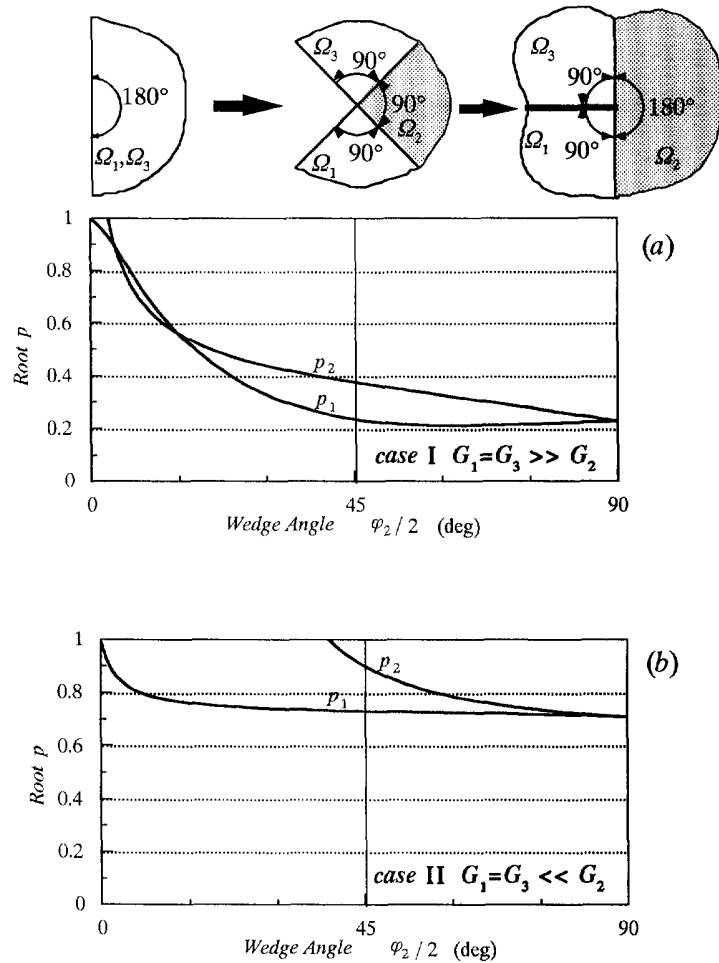 Ω3
90°
180°
90°
Ω2
90°
Ω1
Ω1,Ω3
Ω3
90°
180°
Ω1
90°
Ω2
(a)
1
0.8
0.6
0.4
0.2
0
Root p
p2
p1
case I G1=G3 >> G2
0
45
90
Wedge Angle φ2/2 (deg)
(b)
1
0.8
0.6
0.4
0.2
0
Root p
p2
p1
case II G1=G3 << G2
0
45
90
Wedge Angle φ2/2 (deg)